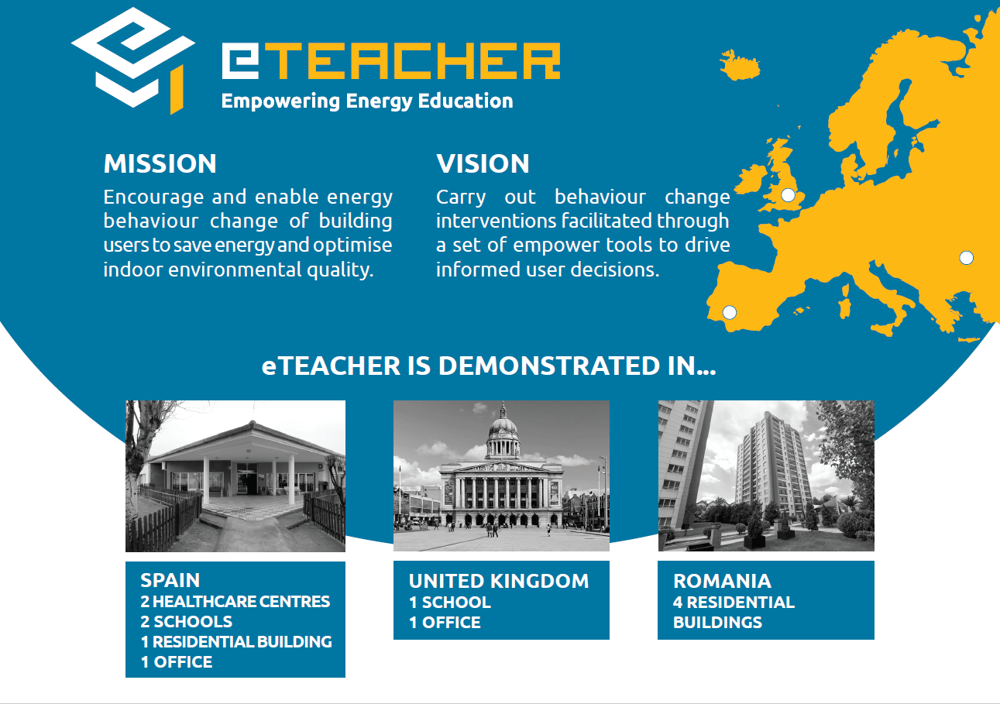 eTEACHER
Empowering Energy Education
MISSION
Encourage and enable energy
behaviour change of building
users to save energy and optimise
indoor environmental quality.
VISION
Carry out behaviour change
interventions facilitated through
a set of empower tools to drive
informed user decisions.
eTEACHER IS DEMONSTRATED IN...
SPAIN
2 HEALTHCARE CENTRES
2 SCHOOLS
1 RESIDENTIAL BUILDING
1 OFFICE
UNITED KINGDOM
1 SCHOOL
1 OFFICE
ROMANIA
4 RESIDENTIAL
BUILDINGS